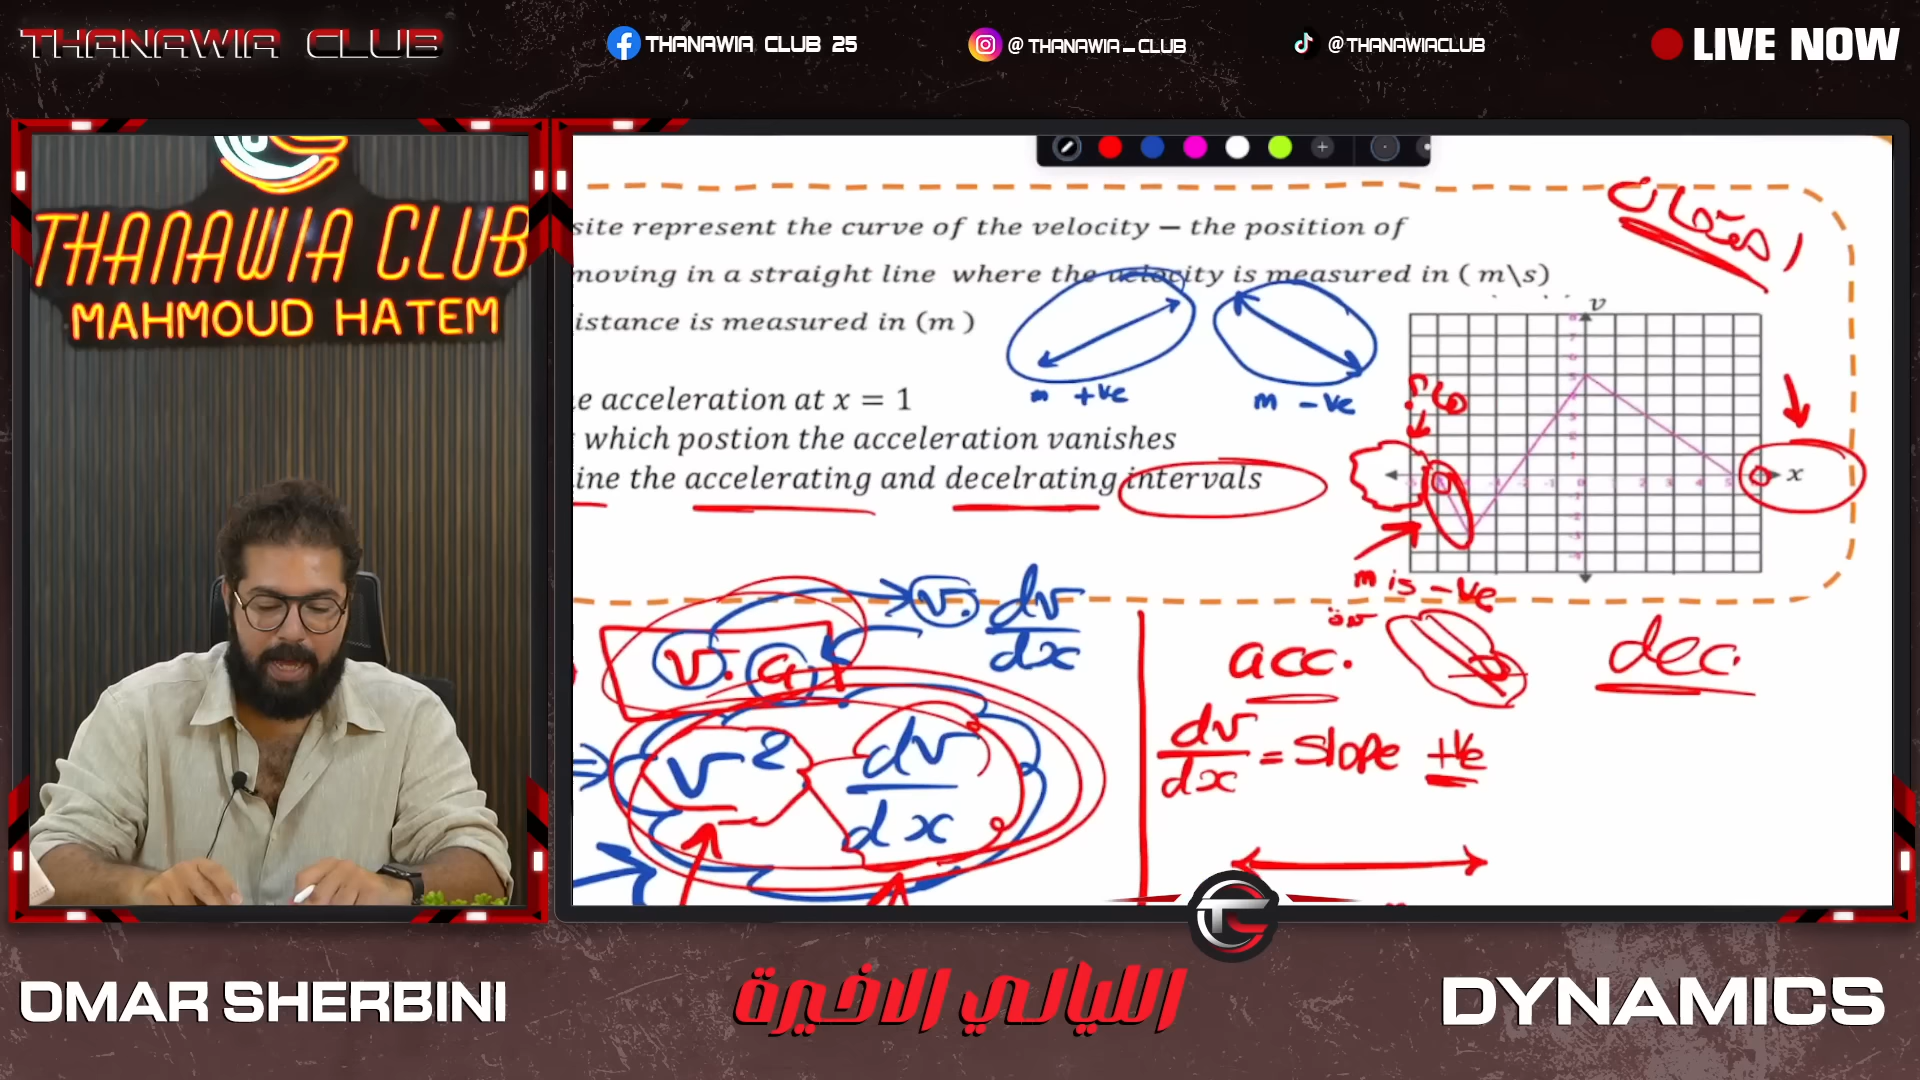 THANAWIA CLUB
THANAWIA CLUB 25
@THANAWIA_CLUB
@THANAWIACLUB
LIVE NOW
THANAWIA CLUB
MAHMOUD HATEM
site represent the curve of the velocity – the position of
moving in a straight line where the velocity is measured in ( m\s)
istance is measured in (m )
e acceleration at x = 1
which postion the acceleration vanishes
ine the accelerating and decelrating intervals
امتحان
m +ve
m -ve
v
x
m is -ve
v. dv/dx
v. a
v² dv/dx
acc.
dec.
dv/dx = slope +ve
TC
OMAR SHERBINI
الليالي الاخيرة
DYNAMICS